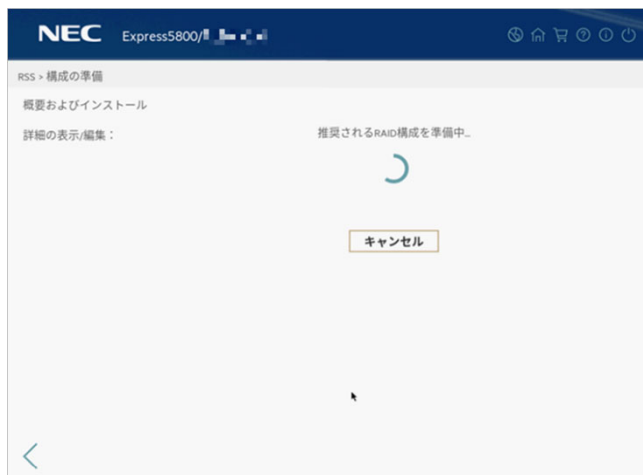 NEC Express5800/
RSS > 構成の準備
概要およびインストール
詳細の表示/編集：
推奨されるRAID構成を準備中...
キャンセル